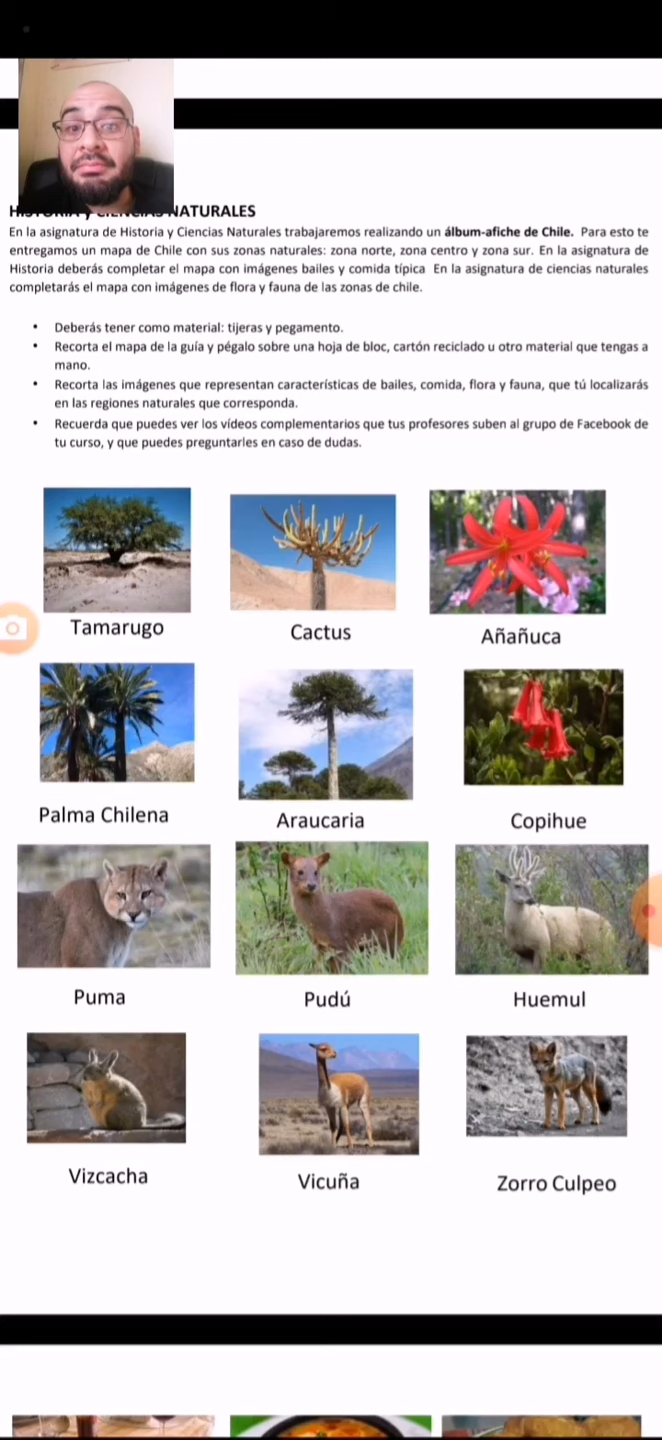 HISTORIA y CIENCIAS NATURALES
En la asignatura de Historia y Ciencias Naturales trabajaremos realizando un álbum-afiche de Chile. Para esto te
entregamos un mapa de Chile con sus zonas naturales: zona norte, zona centro y zona sur. En la asignatura de
Historia deberás completar el mapa con imágenes bailes y comida típica En la asignatura de ciencias naturales
completarás el mapa con imágenes de flora y fauna de las zonas de chile.
• Deberás tener como material: tijeras y pegamento.
• Recorta el mapa de la guía y pégalo sobre una hoja de bloc, cartón reciclado u otro material que tengas a
mano.
• Recorta las imágenes que representan características de bailes, comida, flora y fauna, que tú localizarás
en las regiones naturales que corresponda.
• Recuerda que puedes ver los vídeos complementarios que tus profesores suben al grupo de Facebook de
tu curso, y que puedes preguntarles en caso de dudas.
Tamarugo
Cactus
Añañuca
Palma Chilena
Araucaria
Copihue
Puma
Pudú
Huemul
Vizcacha
Vicuña
Zorro Culpeo